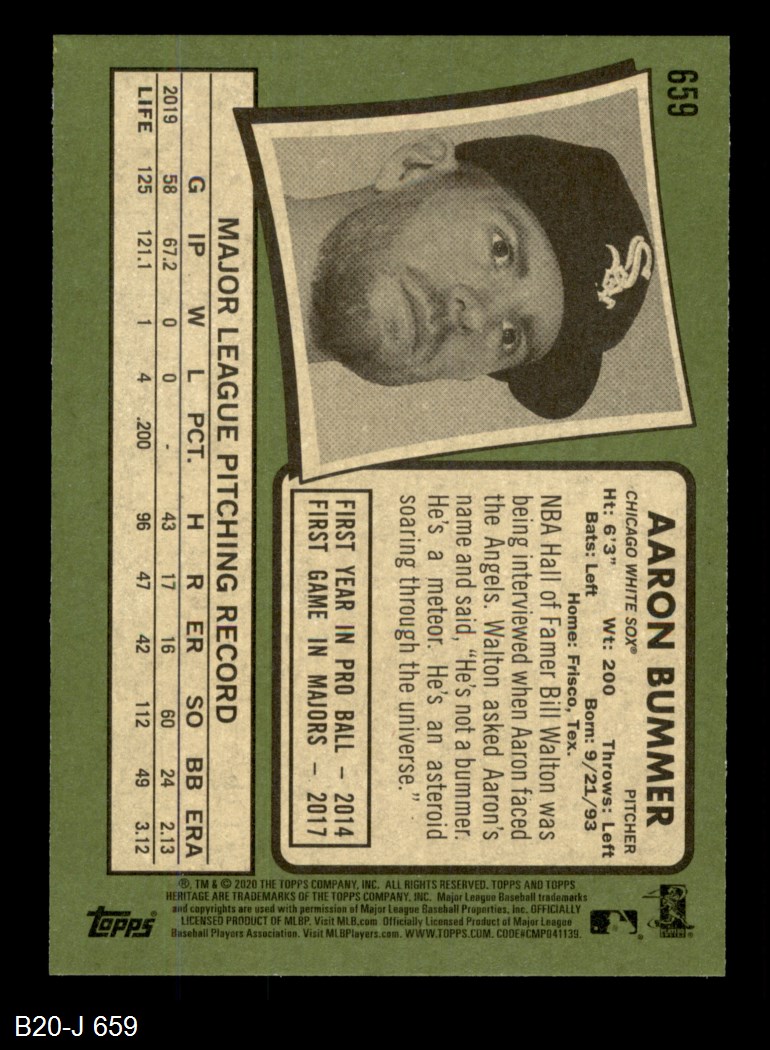 659
AARON BUMMER
CHICAGO WHITE SOX® PITCHER
Ht: 6'3" Wt: 200 Throws: Left
Bats: Left Born: 9/21/93
Home: Frisco, Tex.
NBA Hall of Famer Bill Walton was
being interviewed when Aaron faced
the Angels. Walton asked Aaron's
name and said, "He's not a bummer.
He's a meteor. He's an asteroid
soaring through the universe."
FIRST YEAR IN PRO BALL – 2014
FIRST GAME IN MAJORS – 2017
MAJOR LEAGUE PITCHING RECORD
G IP W L PCT. H R ER SO BB ERA
2019 58 67.2 0 0 - 43 17 16 60 24 2.13
LIFE 125 121.1 1 4 .200 96 47 42 112 49 3.12
®, TM & © 2020 THE TOPPS COMPANY, INC. ALL RIGHTS RESERVED. TOPPS AND TOPPS
HERITAGE ARE TRADEMARKS OF THE TOPPS COMPANY, INC. Major League Baseball trademarks
and copyrights are used with permission of Major League Baseball Properties, Inc. OFFICIALLY
LICENSED PRODUCT OF MLBP. Visit MLB.com Officially Licensed Product of Major League
Baseball Players Association. Visit MLBPlayers.com. WWW.TOPPS.COM. CODE#CMP041139.
TOPPS
B20-J 659